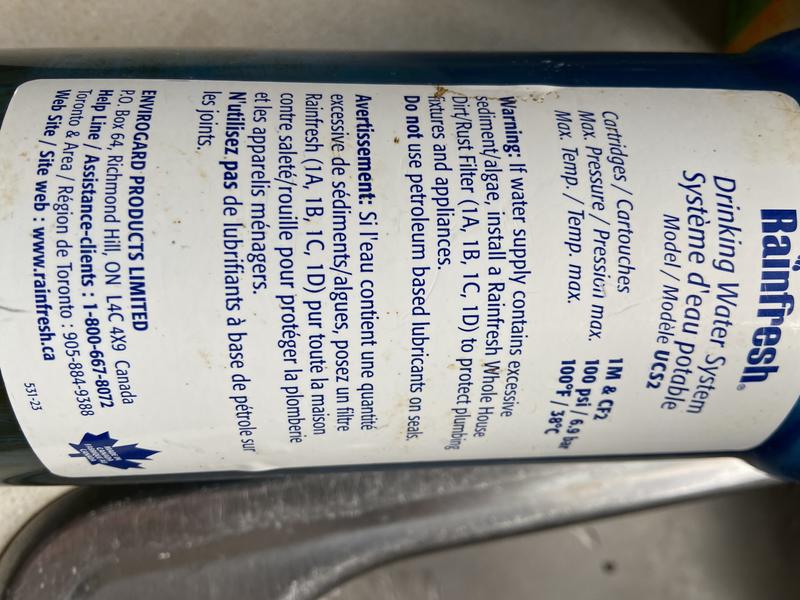 Rainfresh®
Drinking Water System
Système d'eau potable
Model / Modèle UCS2
Cartridges / Cartouches 1M & CF2
Max. Pressure / Pression max. 100 psi / 6.9 bar
Max. Temp. / Temp. max. 100°F / 38°C
Warning: If water supply contains excessive
sediment/algae, install a Rainfresh Whole House
Dirt/Rust Filter (1A, 1B, 1C, 1D) to protect plumbing
fixtures and appliances.
Do not use petroleum based lubricants on seals.
Avertissement: Si l'eau contient une quantité
excessive de sédiments/algues, posez un filtre
Rainfresh (1A, 1B, 1C, 1D) pur toute la maison
contre saleté/rouille pour protéger la plomberie
et les appareils ménagers.
N'utilisez pas de lubrifiants à base de pétrole sur
les joints.
ENVIROGARD PRODUCTS LIMITED
P.O. Box 64, Richmond Hill, ON L4C 4X9 Canada
Help Line / Assistance-clients : 1-800-667-8072
Toronto & Area / Région de Toronto : 905-884-9388
Web Site / Site web : www.rainfresh.ca
531-23